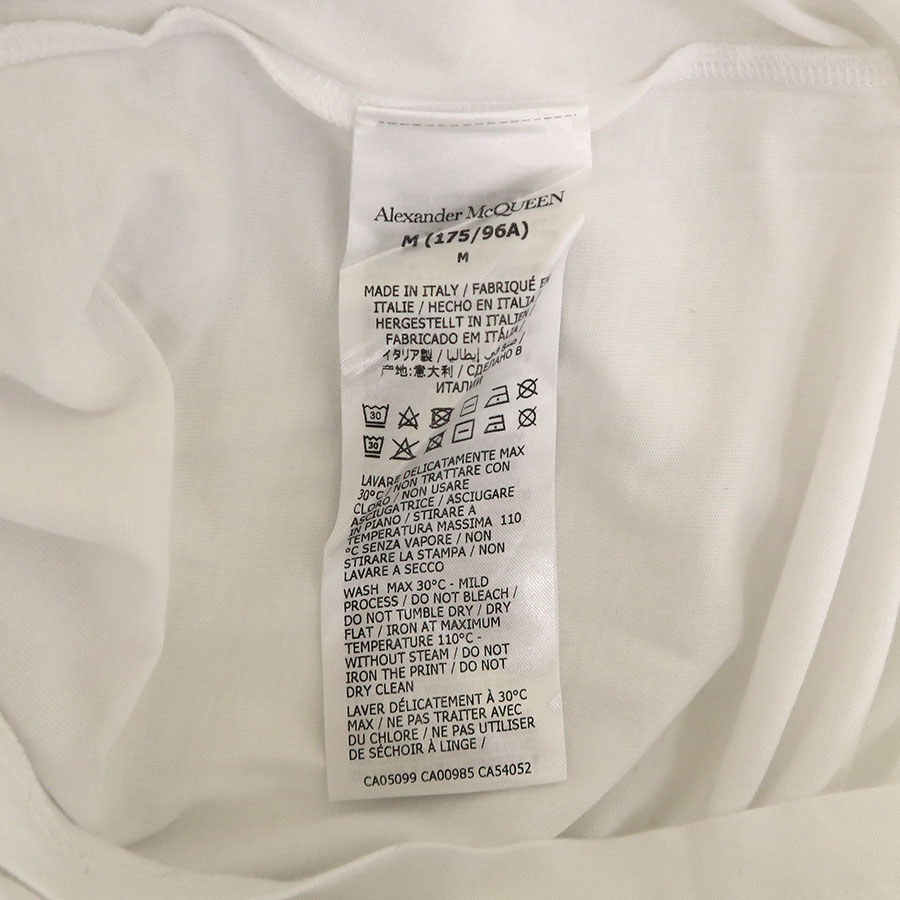 Alexander McQUEEN
M (175/96A)
M
MADE IN ITALY / FABRIQUÉ EN
ITALIE / HECHO EN ITALIA
HERGESTELLT IN ITALIEN /
FABRICADO EM ITÁLIA /
イタリア製 / صنع في إيطاليا /
产地:意大利 / СДЕЛАНО В
ИТАЛИИ
30
30
LAVARE DELICATAMENTE MAX
30°C / NON TRATTARE CON
CLORO / NON USARE
ASCIUGATRICE / ASCIUGARE
IN PIANO / STIRARE A
TEMPERATURA MASSIMA 110
°C SENZA VAPORE / NON
STIRARE LA STAMPA / NON
LAVARE A SECCO
WASH MAX 30°C - MILD
PROCESS / DO NOT BLEACH /
DO NOT TUMBLE DRY / DRY
FLAT / IRON AT MAXIMUM
TEMPERATURE 110°C -
WITHOUT STEAM / DO NOT
IRON THE PRINT / DO NOT
DRY CLEAN
LAVER DÉLICATEMENT À 30°C
MAX / NE PAS TRAITER AVEC
DU CHLORE / NE PAS UTILISER
DE SÉCHOIR À LINGE /
CA05099 CA00985 CA54052